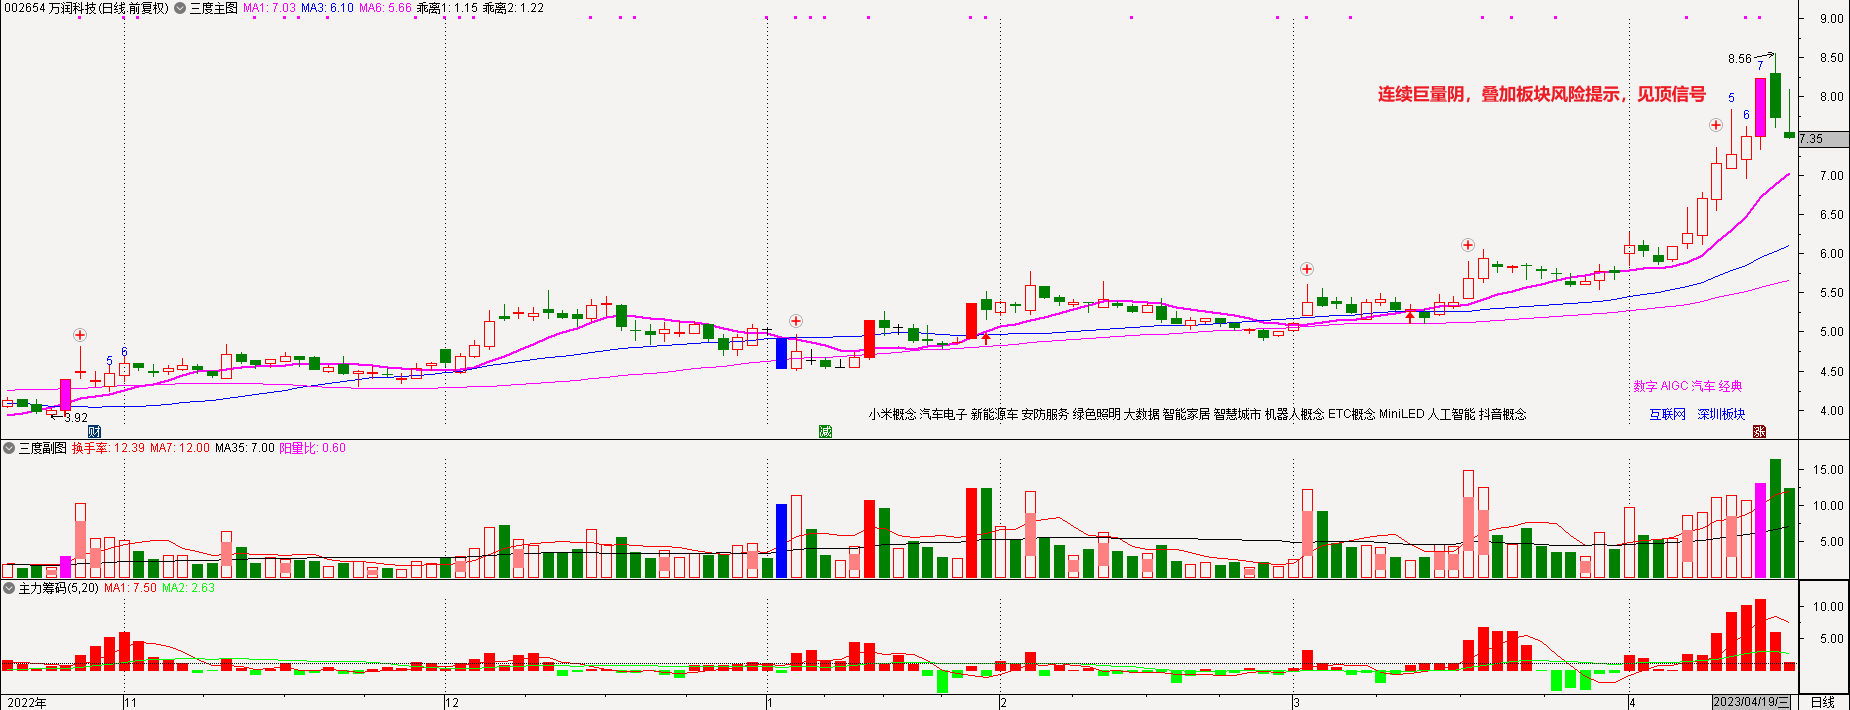 002654 万润科技(日线.前复权) 三度主图 MA1: 7.03 MA3: 6.10 MA6: 5.66 乖离1: 1.15 乖离2: 1.22
9.00
8.56
8.50
7
连续巨量阴，叠加板块风险提示，见顶信号
5
8.00
6
7.35
7.00
6.50
6.00
5.50
5.00
5 6
4.50
数字 AIGC 汽车 经典
小米概念 汽车电子 新能源车 安防服务 绿色照明 大数据 智能家居 智慧城市 机器人概念 ETC概念 MiniLED 人工智能 抖音概念
互联网 深圳板块
4.00
3.92
财 减 涨
三度副图 换手率: 12.39 MA7: 12.00 MA35: 7.00 阳量比: 0.60
15.00
10.00
5.00
主力筹码(5,20) MA1: 7.50 MA2: 2.63
10.00
5.00
2022年 11 12 1 2 3 4 2023/04/19/三 日线